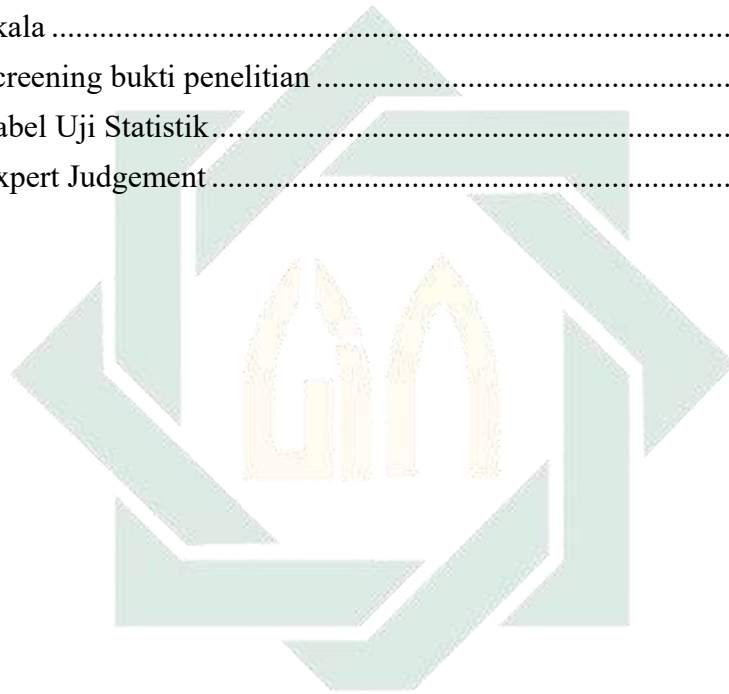 kala ........................................................................
creening bukti penelitian ....................................................
abel Uji Statistik ..................................................................
xpert Judgement ..................................................................